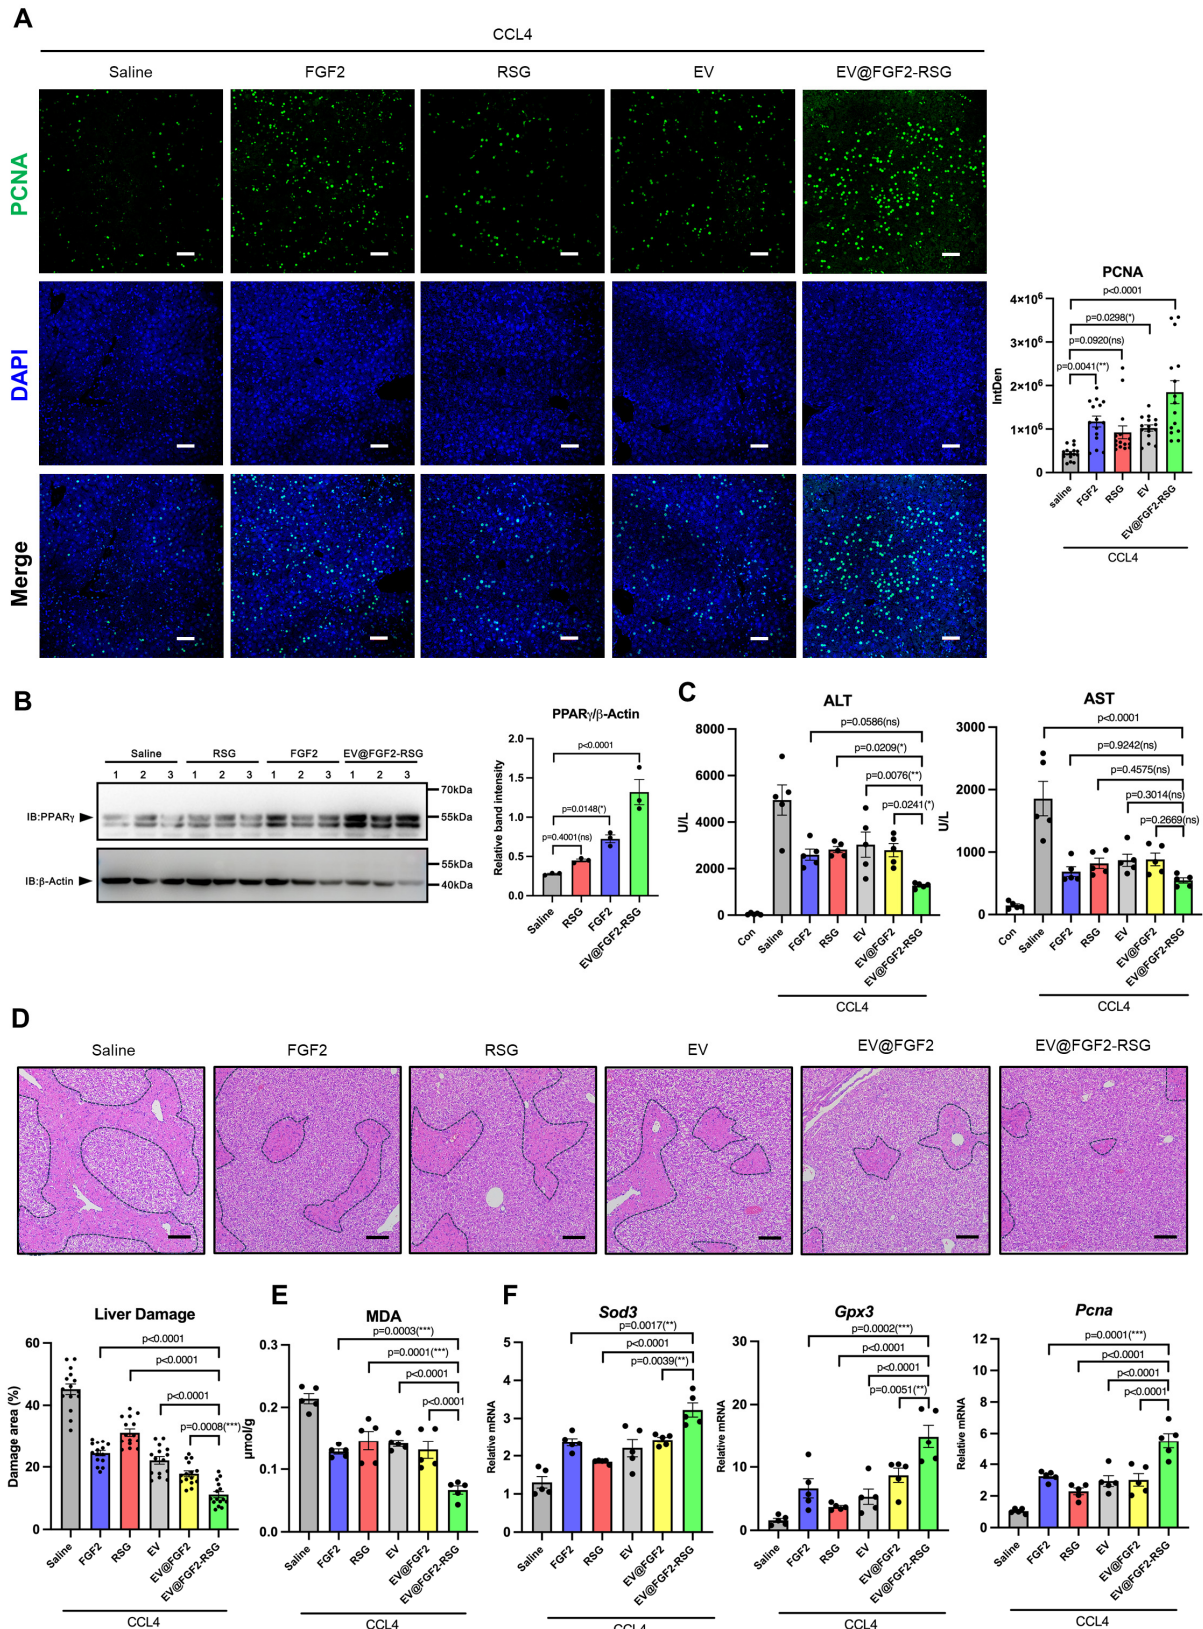 A
CCL4
Saline FGF2 RSG EV EV@FGF2-RSG
PCNA
DAPI
Merge
PCNA
p<0.0001
p=0.0298(*)
p=0.0920(ns)
p=0.0041(**)
4×10⁶
3×10⁶
2×10⁶
1×10⁶
0
IntDen
saline FGF2 RSG EV EV@FGF2-RSG
CCL4
B
Saline RSG FGF2 EV@FGF2-RSG
1 2 3 1 2 3 1 2 3 1 2 3
70kDa
IB:PPARγ 55kDa
55kDa
IB:β-Actin 40kDa
PPARγ/β-Actin
p<0.0001
p=0.0148(*)
p=0.4001(ns)
2.0
1.5
1.0
0.5
0.0
Relative band intensity
Saline RSG FGF2 EV@FGF2-RSG
C
ALT
p=0.0586(ns)
p=0.0209(*)
p=0.0076(**)
p=0.0241(*)
8000
6000
4000
2000
0
U/L
Con Saline FGF2 RSG EV EV@FGF2 EV@FGF2-RSG
CCL4
AST
p<0.0001
p=0.9242(ns)
p=0.4575(ns)
p=0.3014(ns)
p=0.2669(ns)
3000
2000
1000
0
U/L
Con Saline FGF2 RSG EV EV@FGF2 EV@FGF2-RSG
CCL4
D
Saline FGF2 RSG EV EV@FGF2 EV@FGF2-RSG
Liver Damage
p<0.0001
p<0.0001
p<0.0001
p=0.0008(***)
60
40
20
0
Damage area (%)
Saline FGF2 RSG EV EV@FGF2 EV@FGF2-RSG
CCL4
E
MDA
p=0.0003(***)
p=0.0001(***)
p<0.0001
p<0.0001
0.3
0.2
0.1
0.0
μmol/g
Saline FGF2 RSG EV EV@FGF2 EV@FGF2-RSG
CCL4
F
Sod3
p=0.0017(**)
p<0.0001
p=0.0039(**)
5
4
3
2
1
0
Relative mRNA
Saline FGF2 RSG EV EV@FGF2 EV@FGF2-RSG
CCL4
Gpx3
p=0.0002(***)
p<0.0001
p<0.0001
p=0.0051(**)
30
20
10
0
Relative mRNA
Saline FGF2 RSG EV EV@FGF2 EV@FGF2-RSG
CCL4
Pcna
p=0.0001(***)
p<0.0001
p<0.0001
p<0.0001
12
10
8
6
4
2
0
Relative mRNA
Saline FGF2 RSG EV EV@FGF2 EV@FGF2-RSG
CCL4